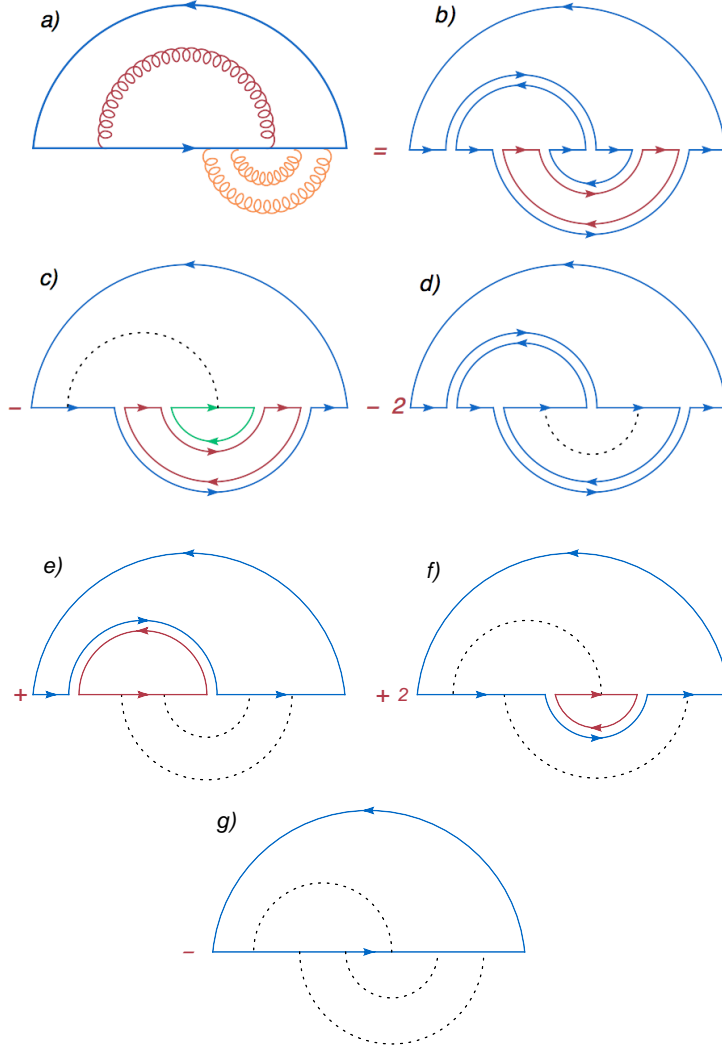 a)
b)
=
c)
d)
–
– 2
e)
f)
+
+ 2
g)
–